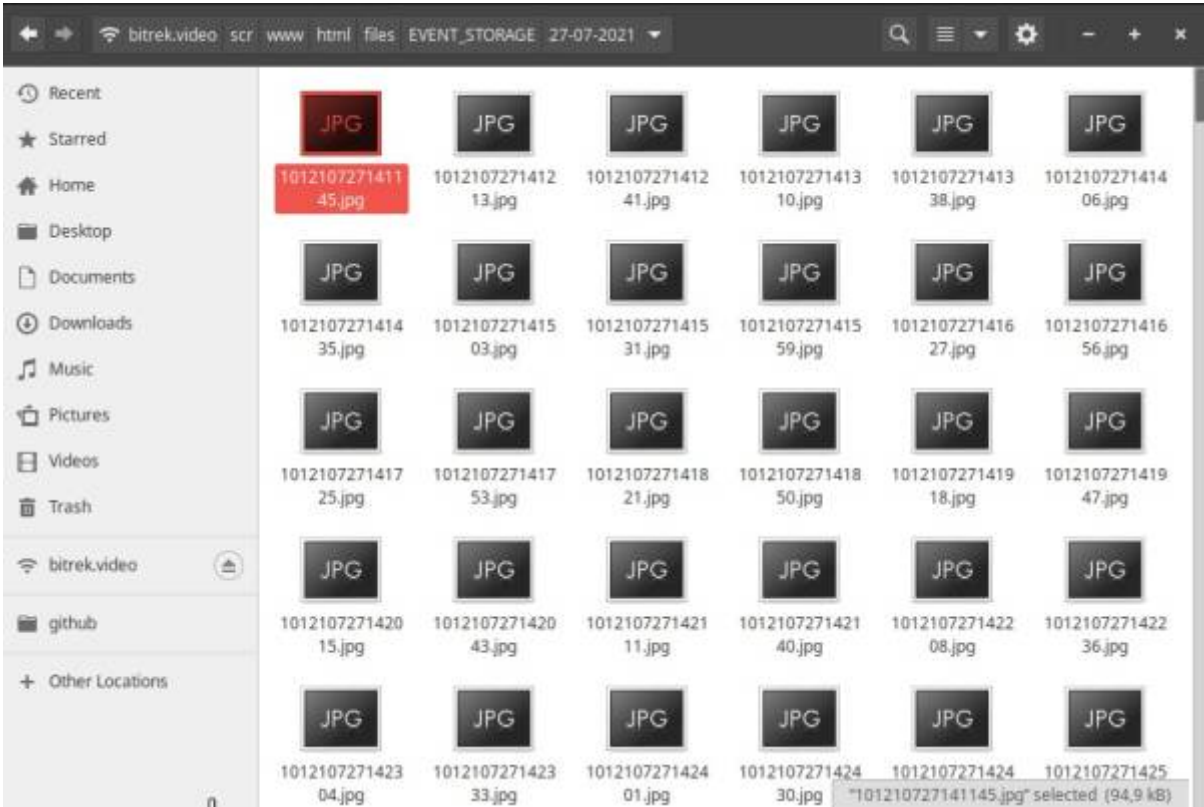 bitrek.video scr www html files EVENT_STORAGE 27-07-2021
Recent
Starred
Home
Desktop
Documents
Downloads
Music
Pictures
Videos
Trash
bitrek.video
github
+ Other Locations
JPG JPG JPG JPG JPG JPG
1012107271411 1012107271412 1012107271412 1012107271413 1012107271413 1012107271414
45.jpg 13.jpg 41.jpg 10.jpg 38.jpg 06.jpg
JPG JPG JPG JPG JPG JPG
1012107271414 1012107271415 1012107271415 1012107271415 1012107271416 1012107271416
35.jpg 03.jpg 31.jpg 59.jpg 27.jpg 56.jpg
JPG JPG JPG JPG JPG JPG
1012107271417 1012107271417 1012107271418 1012107271418 1012107271419 1012107271419
25.jpg 53.jpg 21.jpg 50.jpg 18.jpg 47.jpg
JPG JPG JPG JPG JPG JPG
1012107271420 1012107271420 1012107271421 1012107271421 1012107271422 1012107271422
15.jpg 43.jpg 11.jpg 40.jpg 08.jpg 36.jpg
JPG JPG JPG JPG JPG JPG
1012107271423 1012107271423 1012107271424 1012107271424 1012107271424 1012107271425
04.jpg 33.jpg 01.jpg 30.jpg
"101210727141145.jpg" selected (94,9 kB)